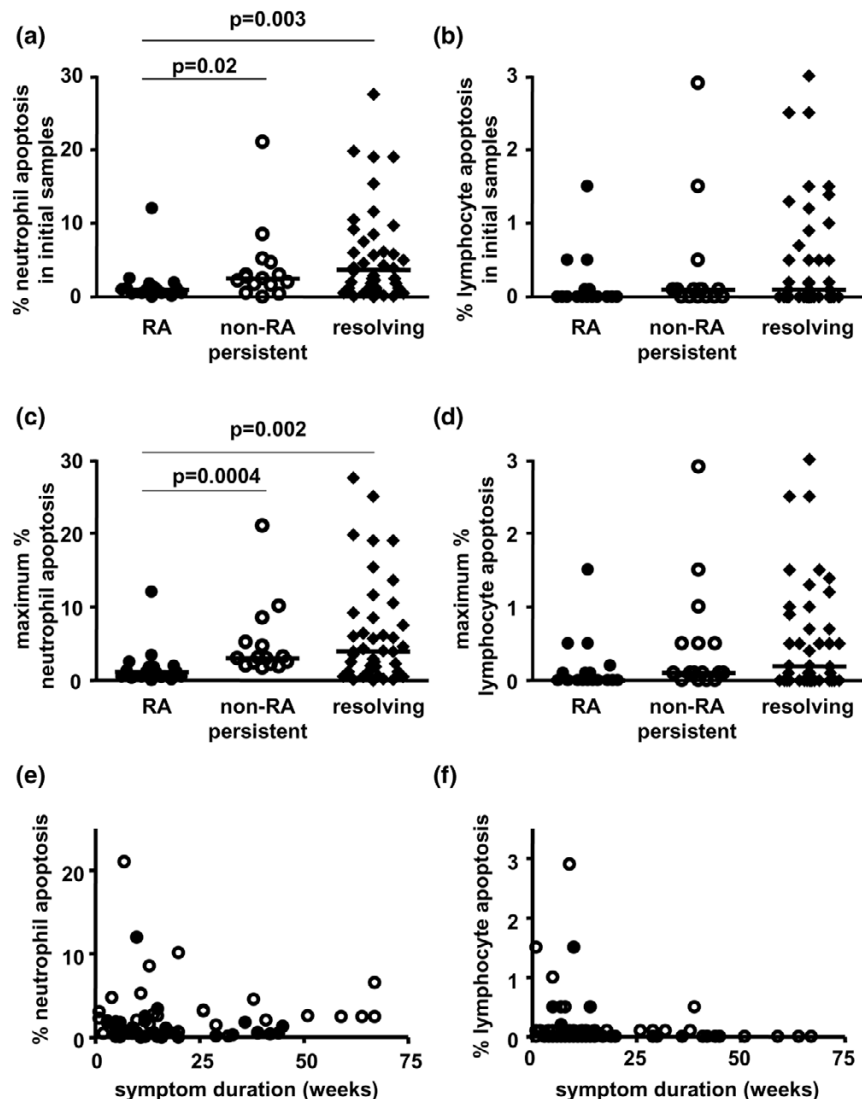 (a)
p=0.003
p=0.02
% neutrophil apoptosis
in initial samples
30
20
10
0
RA
non-RA
persistent
resolving
(b)
% lymphocyte apoptosis
in initial samples
3
2
1
0
RA
non-RA
persistent
resolving
(c)
p=0.002
p=0.0004
maximum %
neutrophil apoptosis
30
20
10
0
RA
non-RA
persistent
resolving
(d)
maximum %
lymphocyte apoptosis
3
2
1
0
RA
non-RA
persistent
resolving
(e)
% neutrophil apoptosis
20
10
0
0 25 50 75
symptom duration (weeks)
(f)
% lymphocyte apoptosis
3
2
1
0
0 25 50 75
symptom duration (weeks)